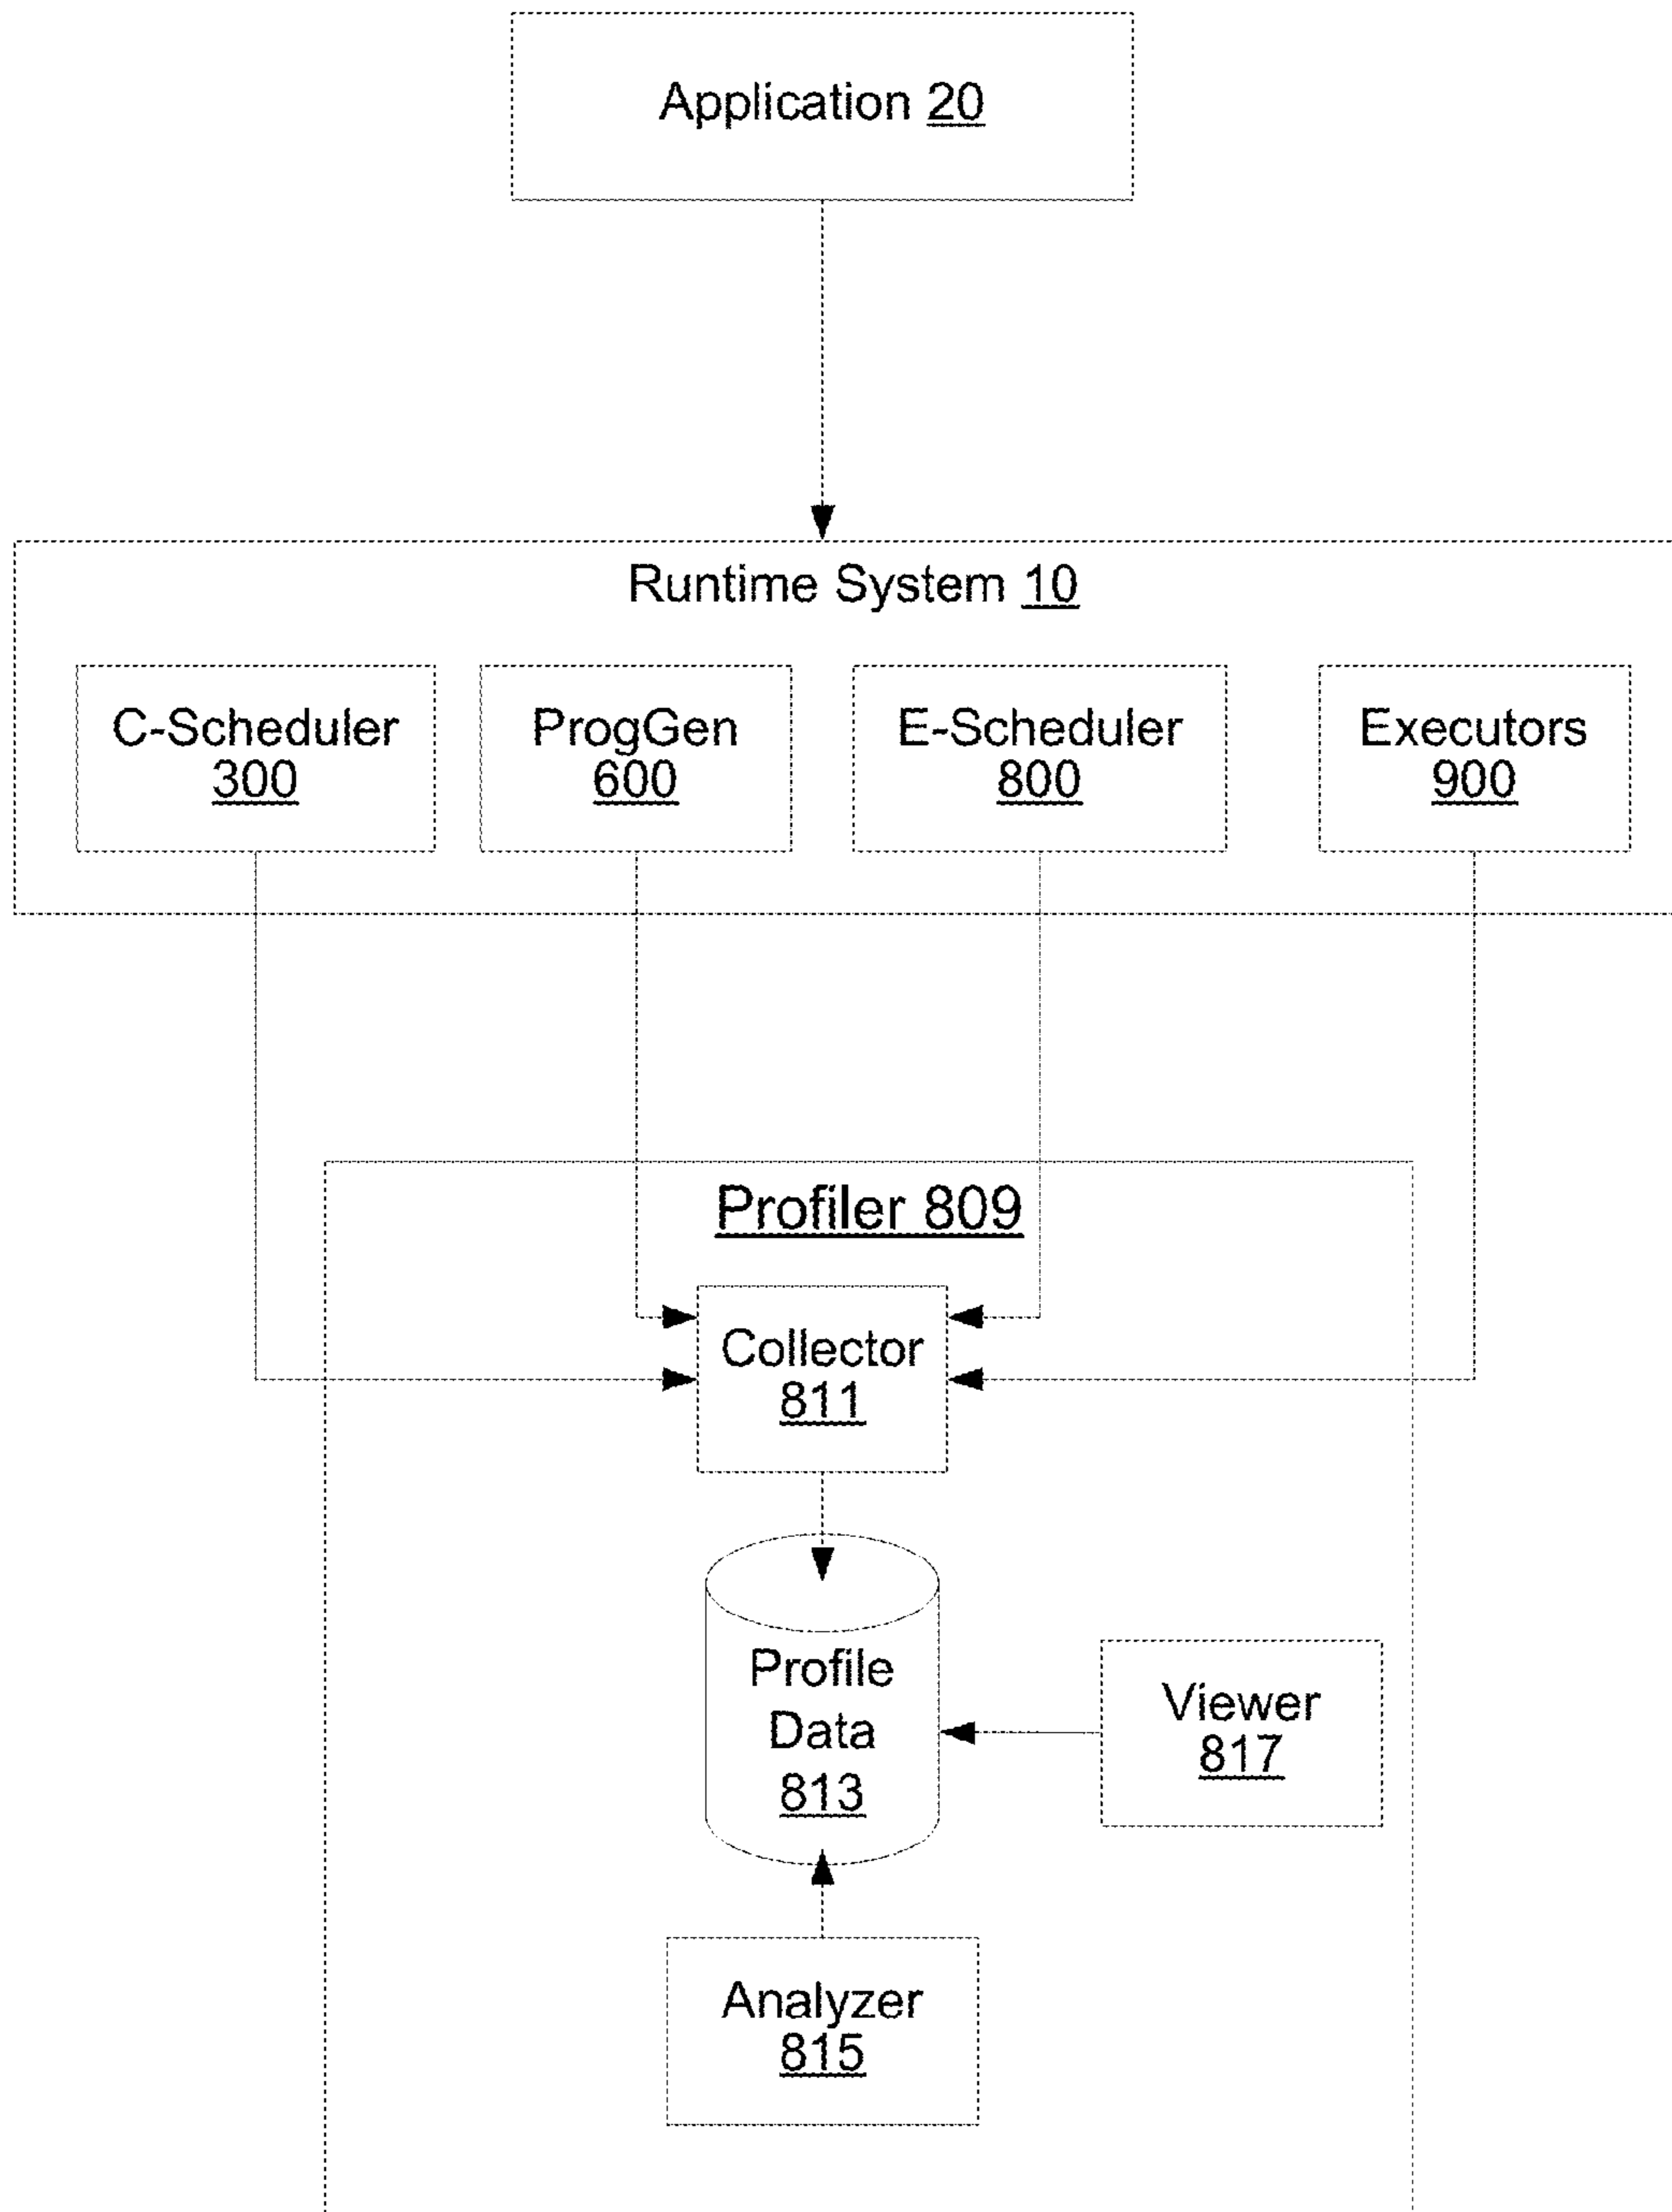 Application 20
Runtime System 10
C-Scheduler
300
ProgGen
600
E-Scheduler
800
Executors
900
Profiler 809
Collector
811
Profile
Data
813
Viewer
817
Analyzer
815